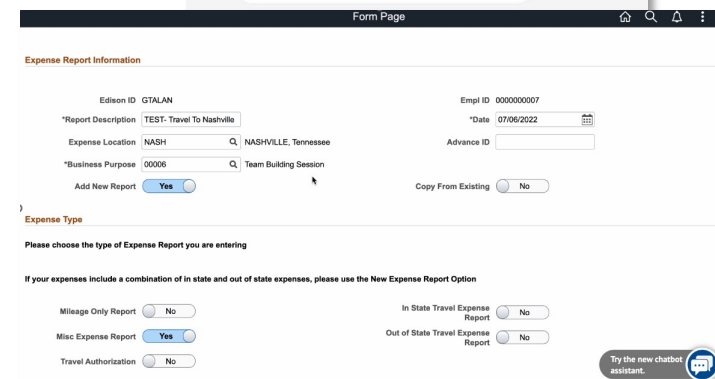 Form Page
Expense Report Information
Edison ID GTALAN Empl ID 0000000007
*Report Description TEST- Travel To Nashville *Date 07/06/2022
Expense Location NASH NASHVILLE, Tennessee Advance ID
*Business Purpose 00006 Team Building Session
Add New Report Yes Copy From Existing No
Expense Type
Please choose the type of Expense Report you are entering
If your expenses include a combination of in state and out of state expenses, please use the New Expense Report Option
Mileage Only Report No In State Travel Expense Report No
Misc Expense Report Yes Out of State Travel Expense Report No
Travel Authorization No
Try the new chatbot
assistant.